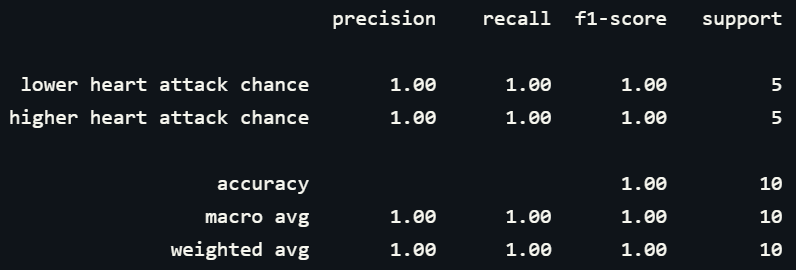 precision recall f1-score support
lower heart attack chance 1.00 1.00 1.00 5
higher heart attack chance 1.00 1.00 1.00 5
accuracy 1.00 10
macro avg 1.00 1.00 1.00 10
weighted avg 1.00 1.00 1.00 10